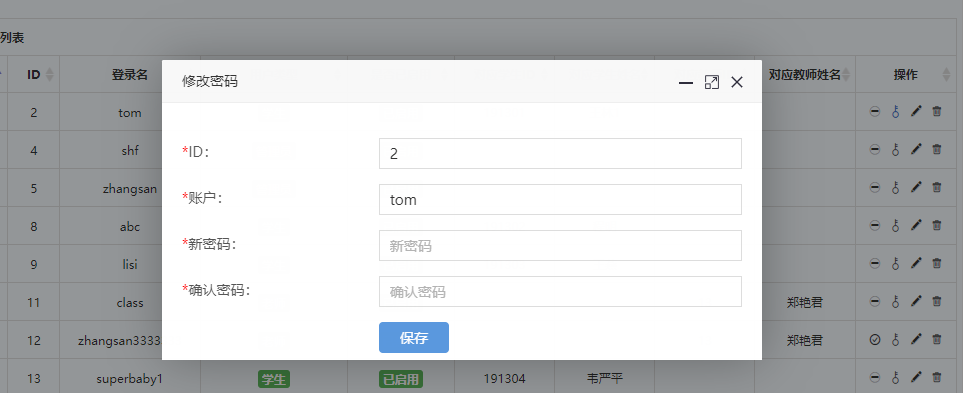 列表
ID 登录名 对应教师姓名 操作
修改密码
2 tom
*ID： 2
4 shf
*账户： tom
5 zhangsan
8 abc
*新密码： 新密码
9 lisi
*确认密码： 确认密码
11 class 郑艳君
保存
12 zhangsan3333 郑艳君
13 superbaby1 学生 已启用 191304 韦严平